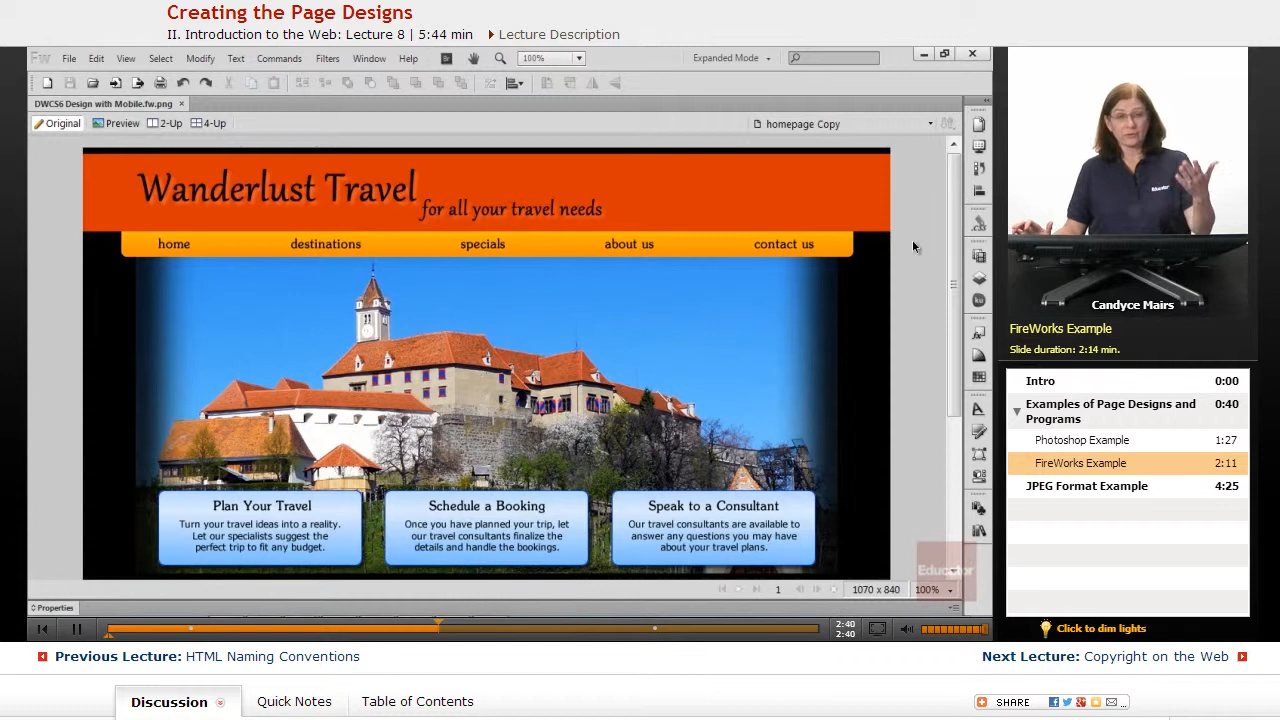 Creating the Page Designs
II. Introduction to the Web: Lecture 8 | 5:44 min
Lecture Description
Fw File Edit View Select Modify Text Commands Filters Window Help Br 100% Expanded Mode
DWCS6 Design with Mobile.fw.png ×
Original Preview 2-Up 4-Up homepage Copy
Wanderlust Travel
for all your travel needs
home destinations specials about us contact us
Plan Your Travel
Turn your travel ideas into a reality.
Let our specialists suggest the
perfect trip to fit any budget.
Schedule a Booking
Once you have planned your trip, let
our travel consultants finalize the
details and handle the bookings.
Speak to a Consultant
Our travel consultants are available to
answer any questions you may have
about your travel plans.
Educator
1 1070 x 840 100%
Properties
2:40
2:40
Educator
Candyce Mairs
FireWorks Example
Slide duration: 2:14 min.
Intro 0:00
Examples of Page Designs and 0:40
Programs
Photoshop Example 1:27
FireWorks Example 2:11
JPEG Format Example 4:25
Click to dim lights
Previous Lecture: HTML Naming Conventions
Next Lecture: Copyright on the Web
Discussion Quick Notes Table of Contents
SHARE